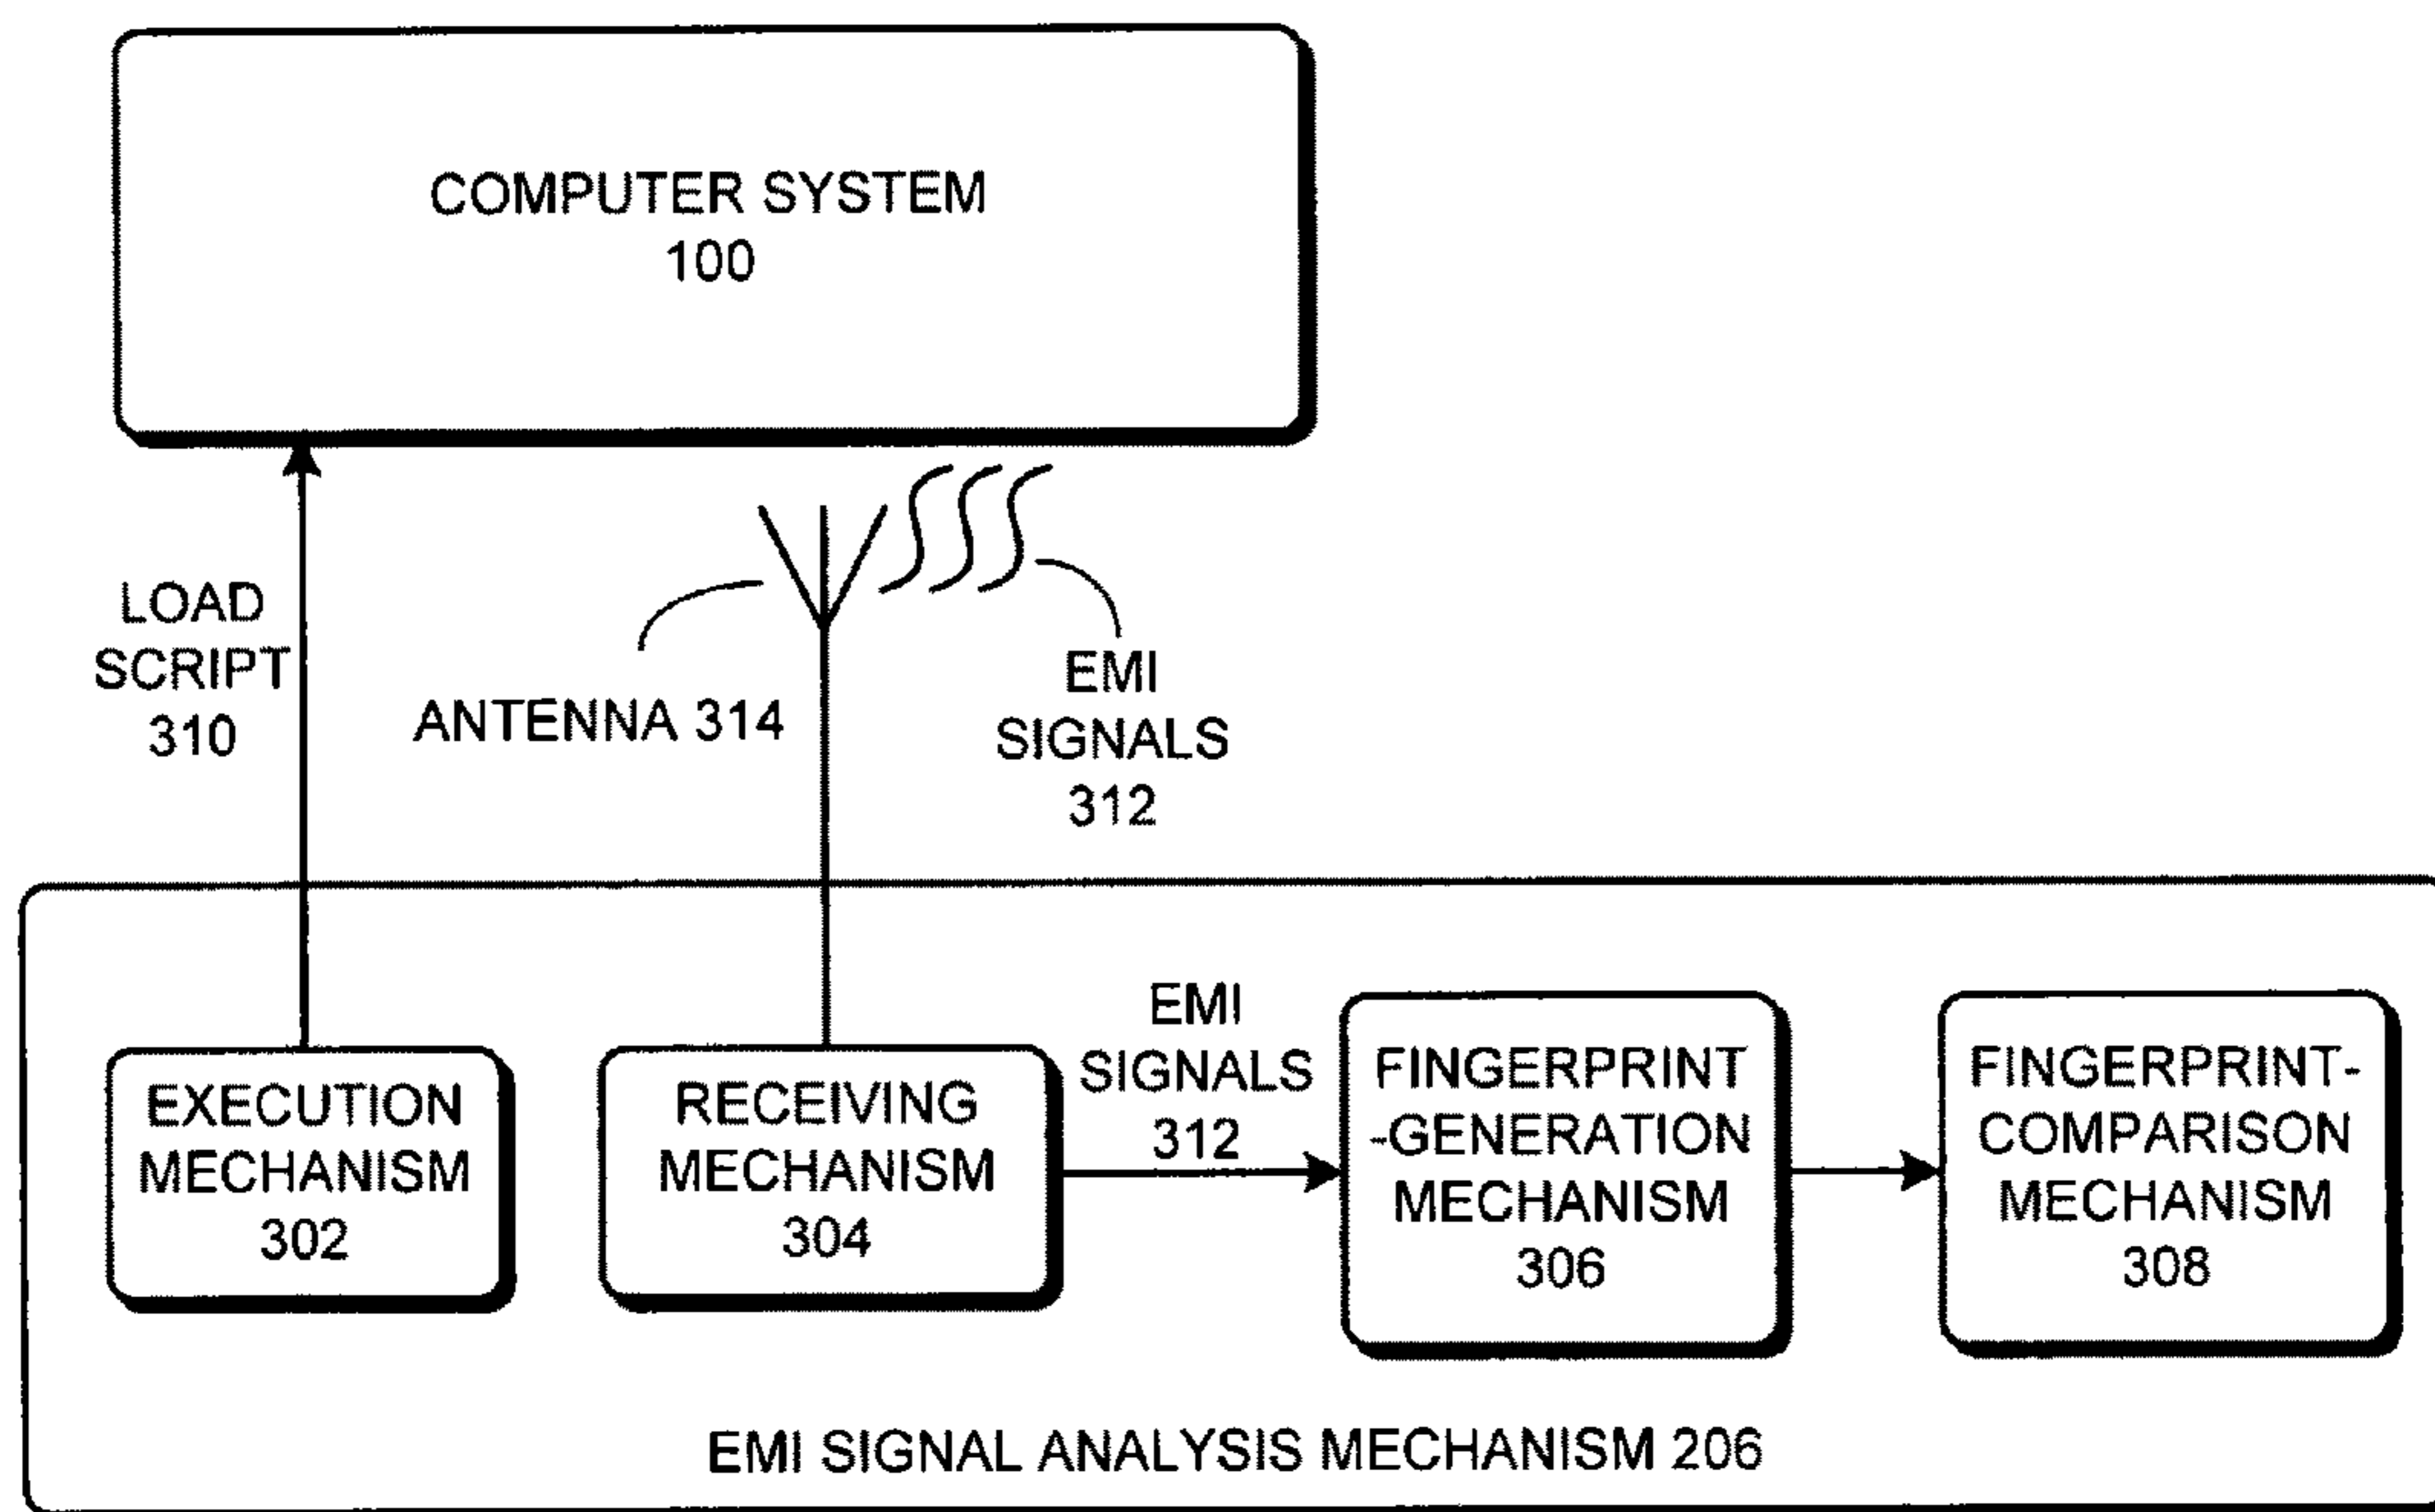 COMPUTER SYSTEM
100
LOAD
SCRIPT
310
ANTENNA 314
EMI
SIGNALS
312
EXECUTION
MECHANISM
302
RECEIVING
MECHANISM
304
EMI
SIGNALS
312
FINGERPRINT
-GENERATION
MECHANISM
306
FINGERPRINT-
COMPARISON
MECHANISM
308
EMI SIGNAL ANALYSIS MECHANISM 206